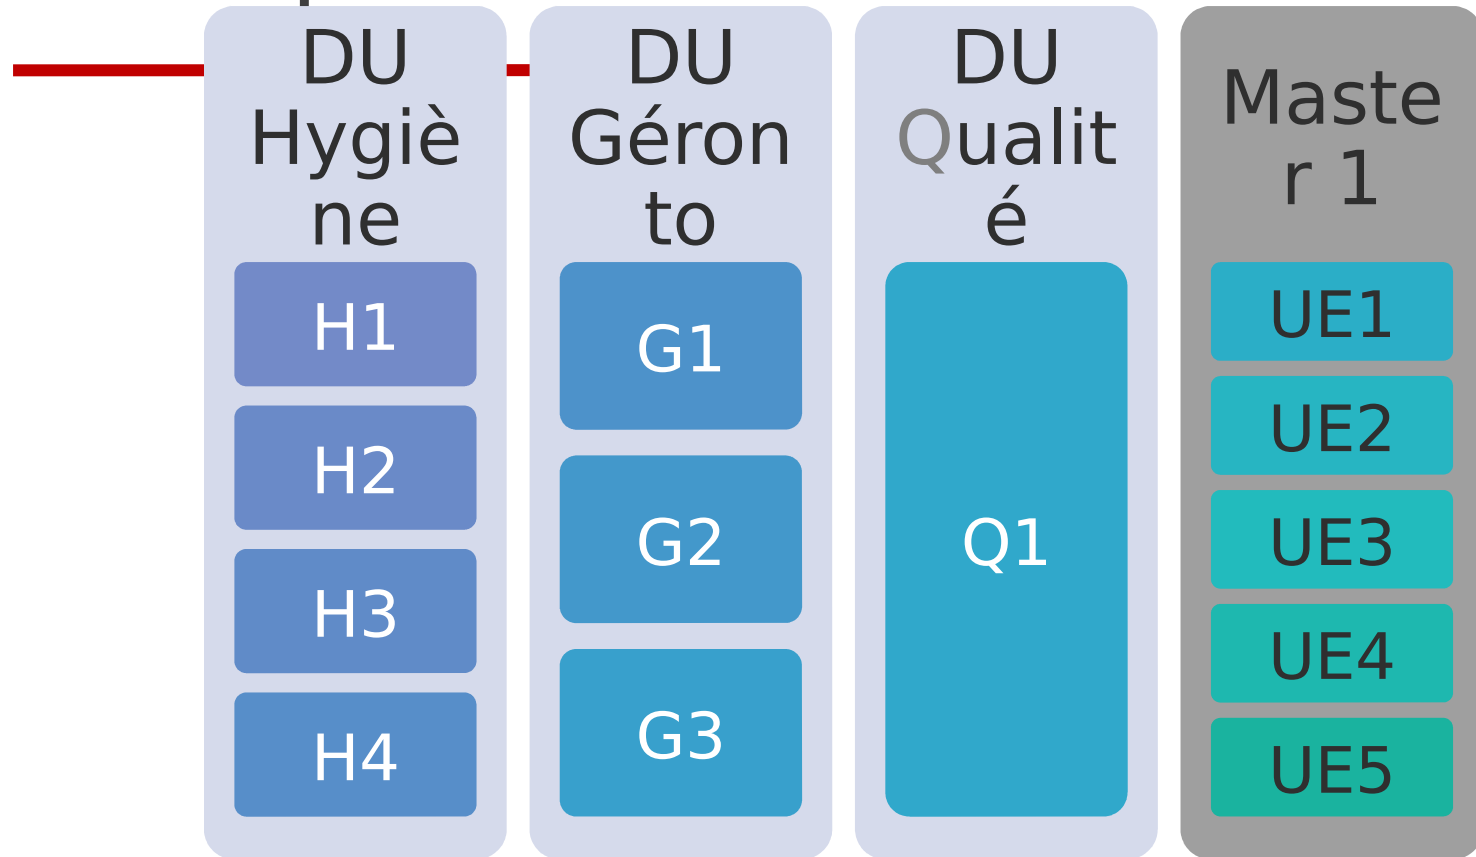 DU
Hygiè
ne
H1
H2
H3
H4
DU
Géron
to
G1
G2
G3
DU
Qualit
é
Q1
Maste
r 1
UE1
UE2
UE3
UE4
UE5